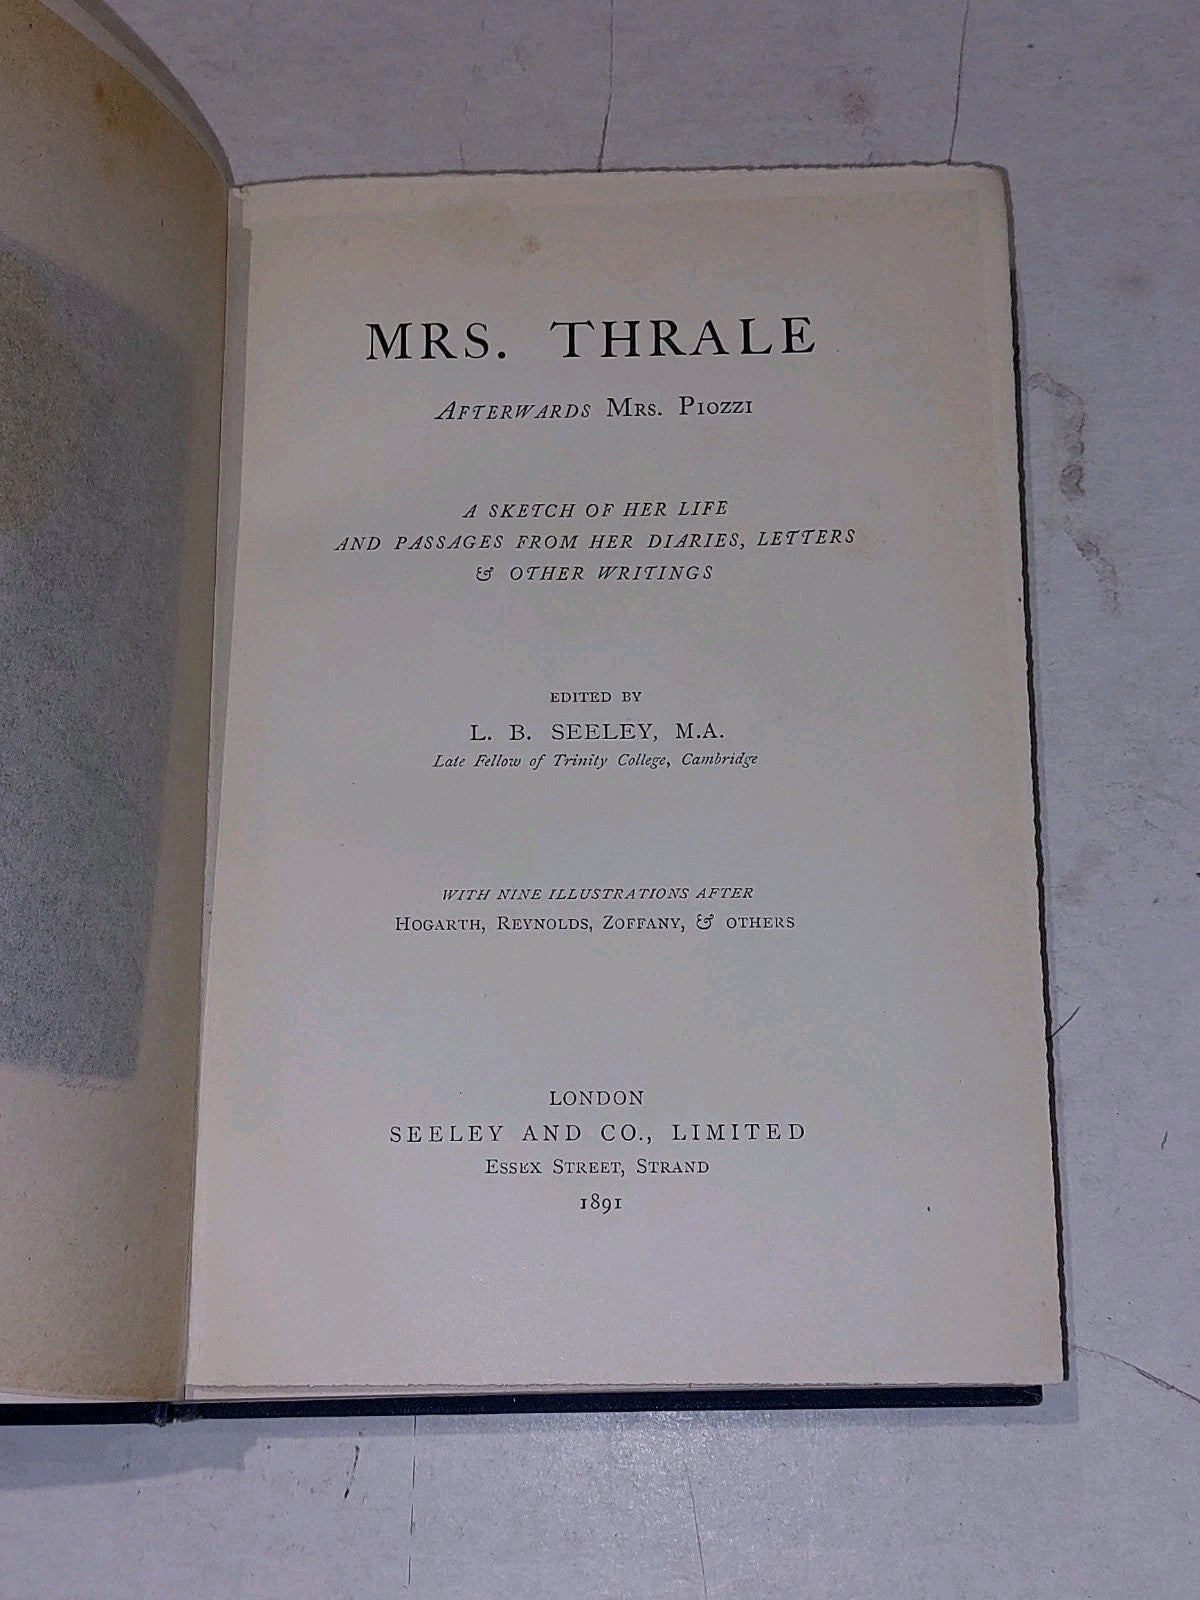 MRS. THRALE
AFTERWARDS MRS. PIOZZI
A SKETCH OF HER LIFE
AND PASSAGES FROM HER DIARIES, LETTERS
& OTHER WRITINGS
EDITED BY
L. B. SEELEY, M.A.
Late Fellow of Trinity College, Cambridge
WITH NINE ILLUSTRATIONS AFTER
HOGARTH, REYNOLDS, ZOFFANY, & OTHERS
LONDON
SEELEY AND CO., LIMITED
ESSEX STREET, STRAND
1891